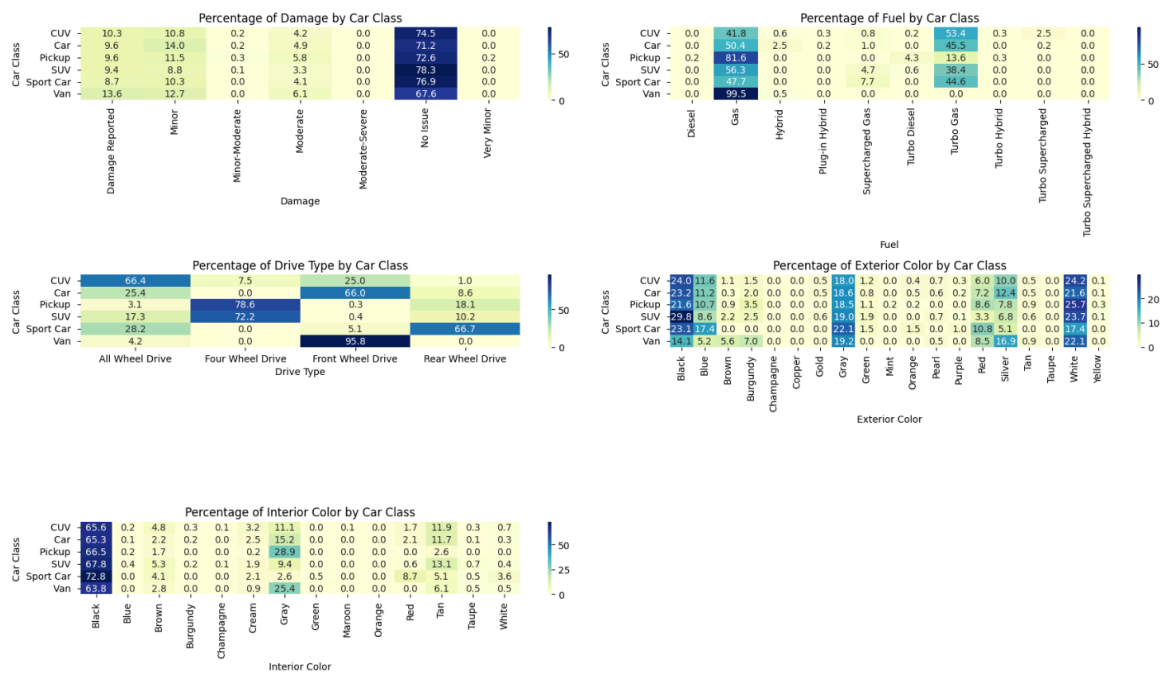 Percentage of Damage by Car Class
Car Class
CUV 10.3 10.8 0.2 4.2 0.0 74.5 0.0
Car 9.6 14.0 0.2 4.9 0.0 71.2 0.0
Pickup 9.6 11.5 0.3 5.8 0.0 72.6 0.2
SUV 9.4 8.8 0.1 3.3 0.0 78.3 0.0
Sport Car 8.7 10.3 0.0 4.1 0.0 76.9 0.0
Van 13.6 12.7 0.0 6.1 0.0 67.6 0.0
50
0
Damage Reported Minor Minor-Moderate Moderate Moderate-Severe No Issue Very Minor
Damage
Percentage of Fuel by Car Class
Car Class
CUV 0.0 41.8 0.6 0.3 0.8 0.2 53.4 0.3 2.5 0.0
Car 0.0 50.4 2.5 0.2 1.0 0.0 45.5 0.2 0.2 0.0
Pickup 0.2 81.6 0.3 0.0 0.0 4.3 13.6 0.0 0.0 0.0
SUV 0.0 56.3 0.0 0.0 4.7 0.6 38.4 0.0 0.0 0.0
Sport Car 0.0 47.7 0.0 0.0 7.7 0.0 44.6 0.0 0.0 0.0
Van 0.0 99.5 0.5 0.0 0.0 0.0 0.0 0.0 0.0 0.0
50
0
Diesel Gas Hybrid Plug-in Hybrid Supercharged Gas Turbo Diesel Turbo Gas Turbo Hybrid Turbo Supercharged Turbo Supercharged Hybrid
Fuel
Percentage of Drive Type by Car Class
Car Class
CUV 66.4 7.5 25.0 1.0
Car 25.4 0.0 66.0 8.6
Pickup 3.1 78.6 0.3 18.1
SUV 17.3 72.2 0.4 10.2
Sport Car 28.2 0.0 5.1 66.7
Van 4.2 0.0 95.8 0.0
50
0
All Wheel Drive Four Wheel Drive Front Wheel Drive Rear Wheel Drive
Drive Type
Percentage of Exterior Color by Car Class
Car Class
CUV 24.0 11.6 1.1 1.5 0.0 0.0 0.5 18.0 1.2 0.0 0.4 0.7 0.3 6.0 10.0 0.5 0.0 24.2 0.1
Car 23.2 11.2 0.3 2.0 0.0 0.0 0.5 18.6 0.8 0.0 0.5 0.6 0.2 7.2 12.4 0.6 0.0 21.6 0.1
Pickup 21.6 10.7 0.9 3.5 0.0 0.0 0.0 18.5 1.1 0.2 0.2 0.0 0.0 8.6 7.8 0.9 0.0 25.7 0.3
SUV 29.8 8.6 2.2 2.5 0.0 0.0 0.6 19.0 1.9 0.0 0.0 0.7 0.1 3.3 6.8 0.6 0.0 23.7 0.1
Sport Car 23.1 17.4 0.0 0.0 0.0 0.0 0.0 22.1 1.5 0.0 1.5 0.0 1.0 10.8 5.1 0.0 0.0 17.4 0.0
Van 14.1 5.2 5.6 7.0 0.0 0.0 0.0 19.2 0.0 0.0 0.0 0.5 0.0 8.5 16.9 0.9 0.0 22.1 0.0
20
10
0
Black Blue Brown Burgundy Champagne Copper Gold Gray Green Mint Orange Pearl Purple Red Silver Tan Taupe White Yellow
Exterior Color
Percentage of Interior Color by Car Class
Car Class
CUV 65.6 0.2 4.8 0.3 0.1 3.2 11.1 0.0 0.1 0.0 1.7 11.9 0.3 0.7
Car 65.3 0.1 2.2 0.2 0.0 2.5 15.2 0.0 0.0 0.0 2.1 11.7 0.1 0.3
Pickup 66.5 0.2 1.7 0.0 0.0 0.2 28.9 0.0 0.0 0.0 0.0 2.6 0.0 0.0
SUV 67.8 0.4 5.3 0.2 0.1 1.9 9.4 0.0 0.0 0.0 0.6 13.1 0.7 0.4
Sport Car 72.8 0.0 4.1 0.0 0.0 2.1 2.6 0.5 0.0 0.0 8.7 5.1 0.5 3.6
Van 63.8 0.0 2.8 0.0 0.0 0.9 25.4 0.0 0.0 0.0 0.0 6.1 0.5 0.5
50
25
0
Black Blue Brown Burgundy Champagne Cream Gray Green Maroon Orange Red Tan Taupe White
Interior Color